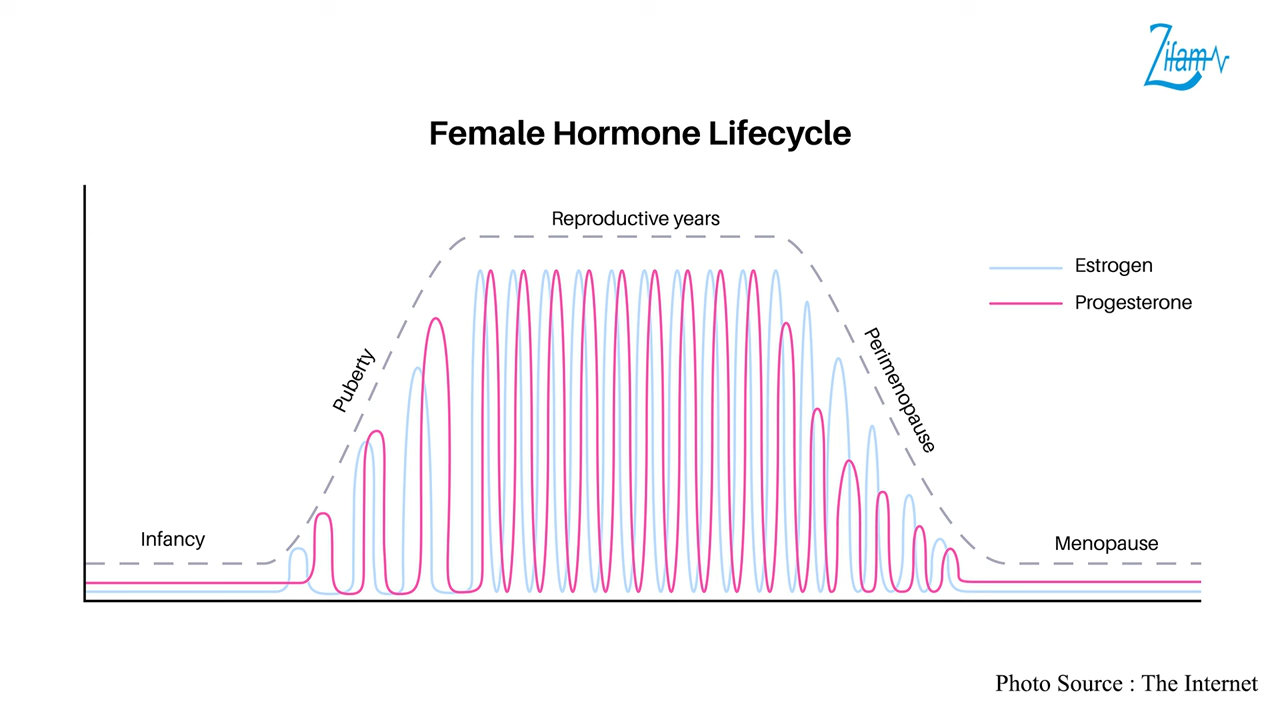 Zifam
Female Hormone Lifecycle
Reproductive years
Estrogen
Progesterone
Puberty
Perimenopause
Infancy
Menopause
Photo Source : The Internet